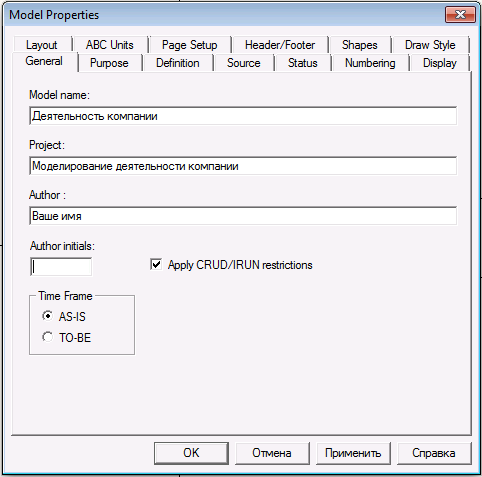 Model Properties
Layout ABC Units Page Setup Header/Footer Shapes Draw Style
General Purpose Definition Source Status Numbering Display
Model name:
Деятельность компании
Project:
Моделирование деятельности компании
Author :
Ваше имя
Author initials:
Apply CRUD/IRUN restrictions
Time Frame
AS-IS
TO-BE
OK Отмена Применить Справка